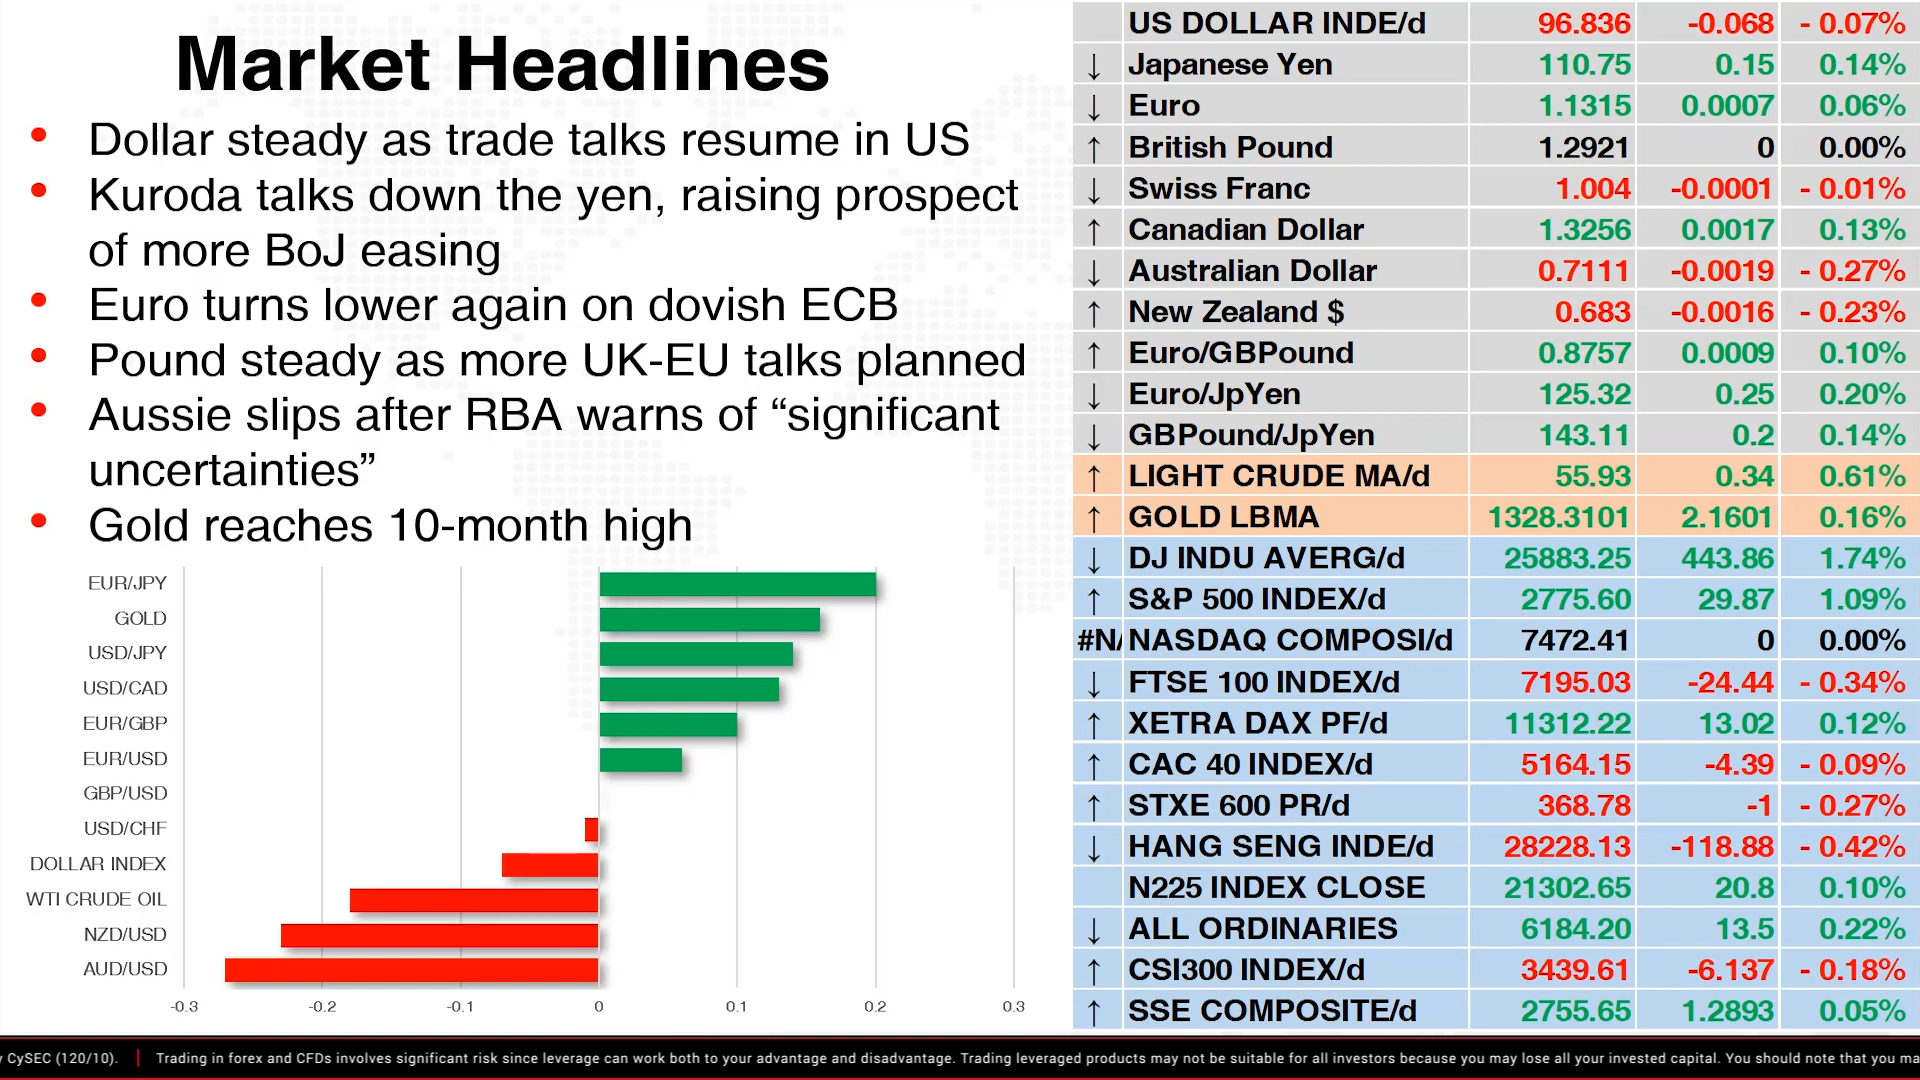 Market Headlines
• Dollar steady as trade talks resume in US
• Kuroda talks down the yen, raising prospect
of more BoJ easing
• Euro turns lower again on dovish ECB
• Pound steady as more UK-EU talks planned
• Aussie slips after RBA warns of “significant
uncertainties”
• Gold reaches 10-month high
EUR/JPY
GOLD
USD/JPY
USD/CAD
EUR/GBP
EUR/USD
GBP/USD
USD/CHF
DOLLAR INDEX
WTI CRUDE OIL
NZD/USD
AUD/USD
-0.3 -0.2 -0.1 0 0.1 0.2 0.3
US DOLLAR INDE/d 96.836 -0.068 - 0.07%
↓ Japanese Yen 110.75 0.15 0.14%
↓ Euro 1.1315 0.0007 0.06%
↑ British Pound 1.2921 0 0.00%
↓ Swiss Franc 1.004 -0.0001 - 0.01%
↑ Canadian Dollar 1.3256 0.0017 0.13%
↓ Australian Dollar 0.7111 -0.0019 - 0.27%
↑ New Zealand $ 0.683 -0.0016 - 0.23%
↑ Euro/GBPound 0.8757 0.0009 0.10%
↓ Euro/JpYen 125.32 0.25 0.20%
↓ GBPound/JpYen 143.11 0.2 0.14%
↑ LIGHT CRUDE MA/d 55.93 0.34 0.61%
↑ GOLD LBMA 1328.3101 2.1601 0.16%
↓ DJ INDU AVERG/d 25883.25 443.86 1.74%
↑ S&P 500 INDEX/d 2775.60 29.87 1.09%
#N/ NASDAQ COMPOSI/d 7472.41 0 0.00%
↓ FTSE 100 INDEX/d 7195.03 -24.44 - 0.34%
↑ XETRA DAX PF/d 11312.22 13.02 0.12%
↑ CAC 40 INDEX/d 5164.15 -4.39 - 0.09%
↑ STXE 600 PR/d 368.78 -1 - 0.27%
↓ HANG SENG INDE/d 28228.13 -118.88 - 0.42%
N225 INDEX CLOSE 21302.65 20.8 0.10%
↓ ALL ORDINARIES 6184.20 13.5 0.22%
↑ CSI300 INDEX/d 3439.61 -6.137 - 0.18%
↑ SSE COMPOSITE/d 2755.65 1.2893 0.05%
CySEC (120/10). | Trading in forex and CFDs involves significant risk since leverage can work both to your advantage and disadvantage. Trading leveraged products may not be suitable for all investors because you may lose all your invested capital. You should note that you ma